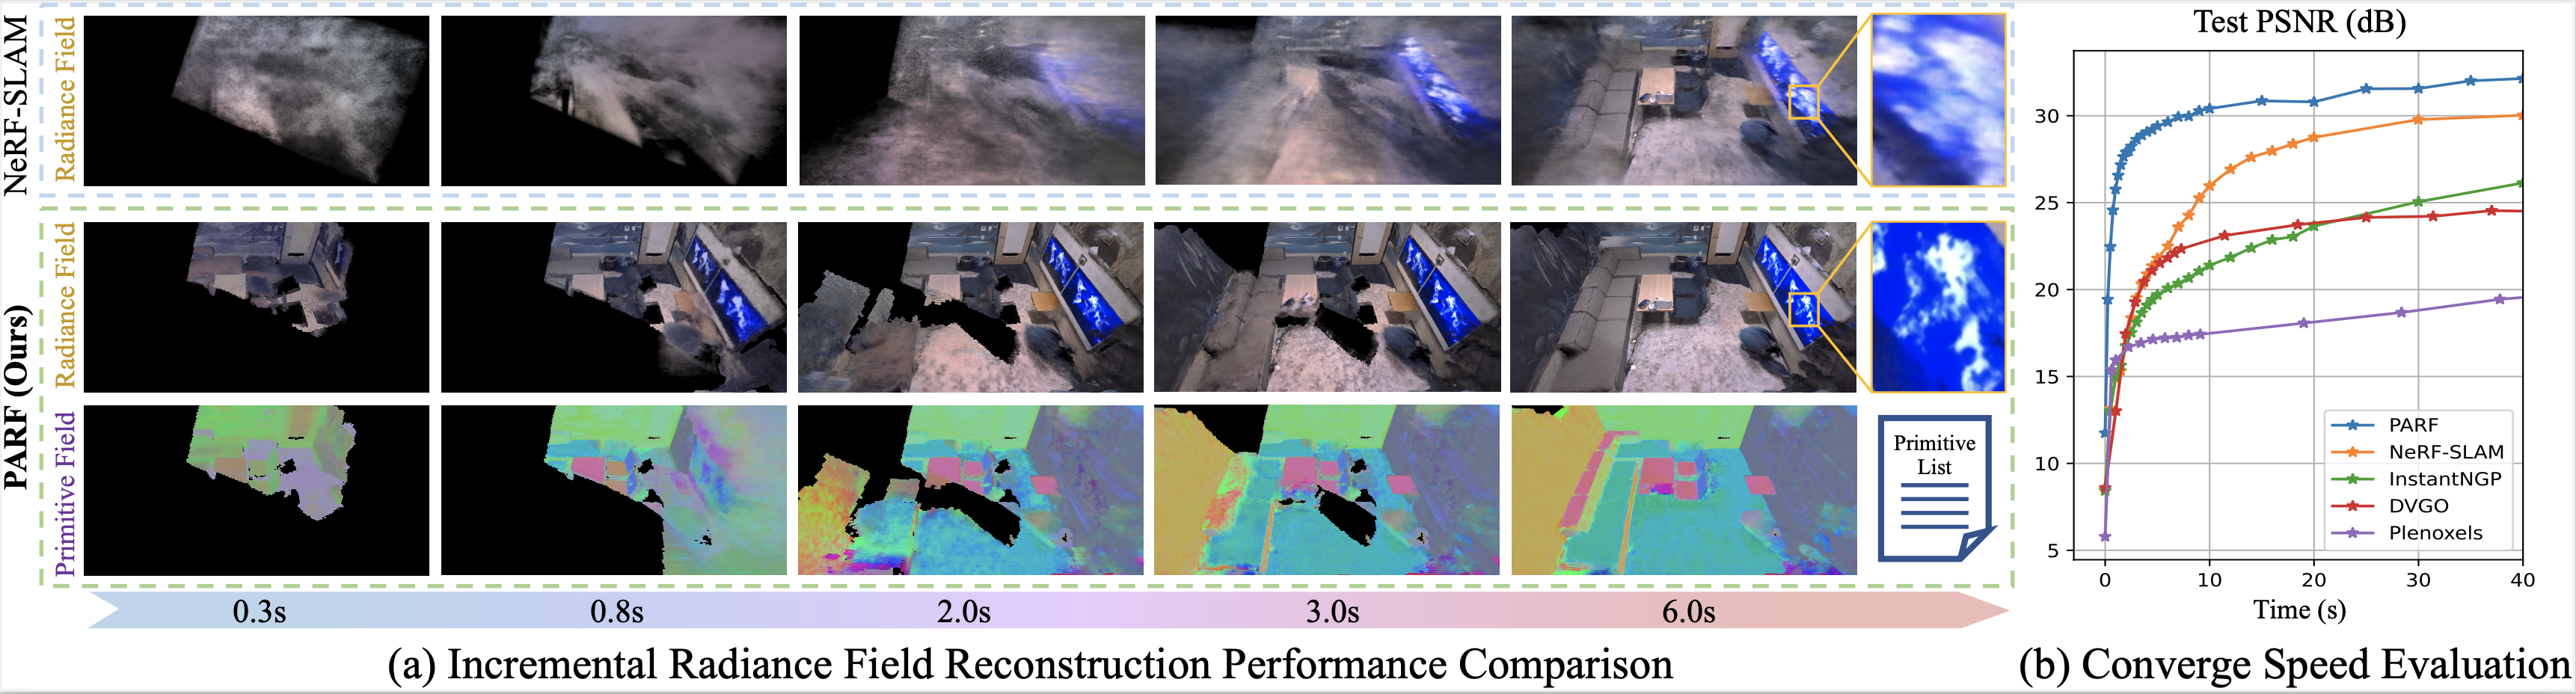 NeRF-SLAM
Radiance Field
PARF (Ours)
Radiance Field
Primitive Field
Primitive
List
0.3s
0.8s
2.0s
3.0s
6.0s
(a) Incremental Radiance Field Reconstruction Performance Comparison
Test PSNR (dB)
30
25
20
15
10
5
PARF
NeRF-SLAM
InstantNGP
DVGO
Plenoxels
0 10 20 30 40
Time (s)
(b) Converge Speed Evaluation